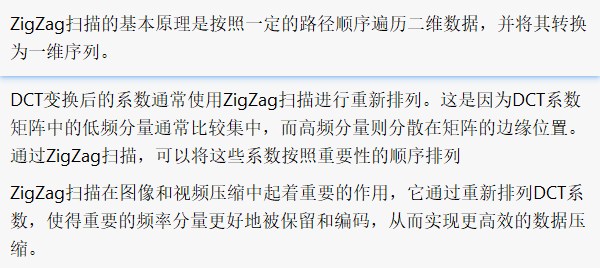 ZigZag扫描的基本原理是按照一定的路径顺序遍历二维数据，并将其转换
为一维序列。
DCT变换后的系数通常使用ZigZag扫描进行重新排列。这是因为DCT系数
矩阵中的低频分量通常比较集中，而高频分量则分散在矩阵的边缘位置。
通过ZigZag扫描，可以将这些系数按照重要性的顺序排列
ZigZag扫描在图像和视频压缩中起着重要的作用，它通过重新排列DCT系
数，使得重要的频率分量更好地被保留和编码，从而实现更高效的数据压
缩。